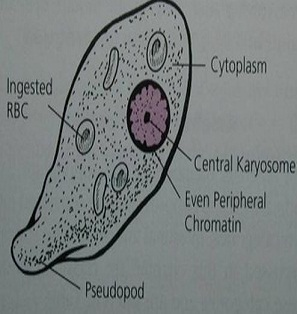 Cytoplasm
Ingested
RBC
Central Karyosome
Even Peripheral
Chromatin
Pseudopod